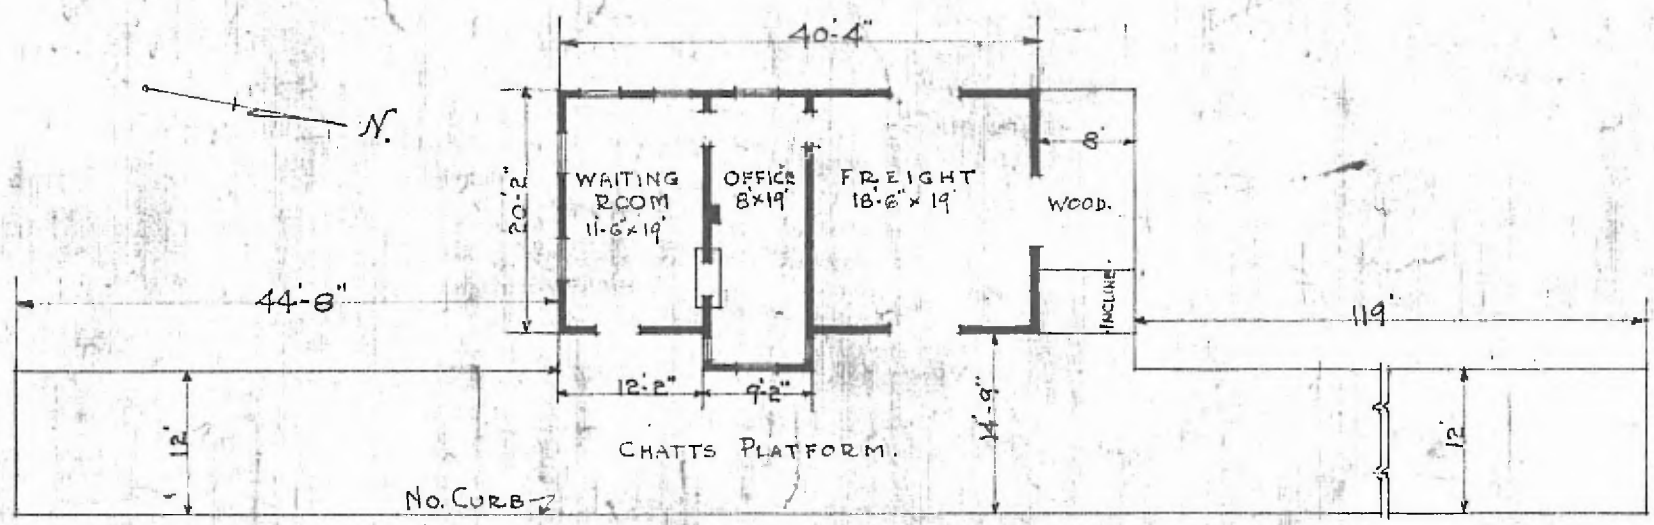 40'-4"
N.
8'
20'-2"
WAITING
ROOM
11'-6"x19'
OFFICE
8'x19'
FREIGHT
18'-6" x 19'
WOOD.
INCLINE.
44'-8"
119'
12'-2"
9'-2"
14'-9"
12'
12'
CHATTS PLATFORM.
NO. CURB